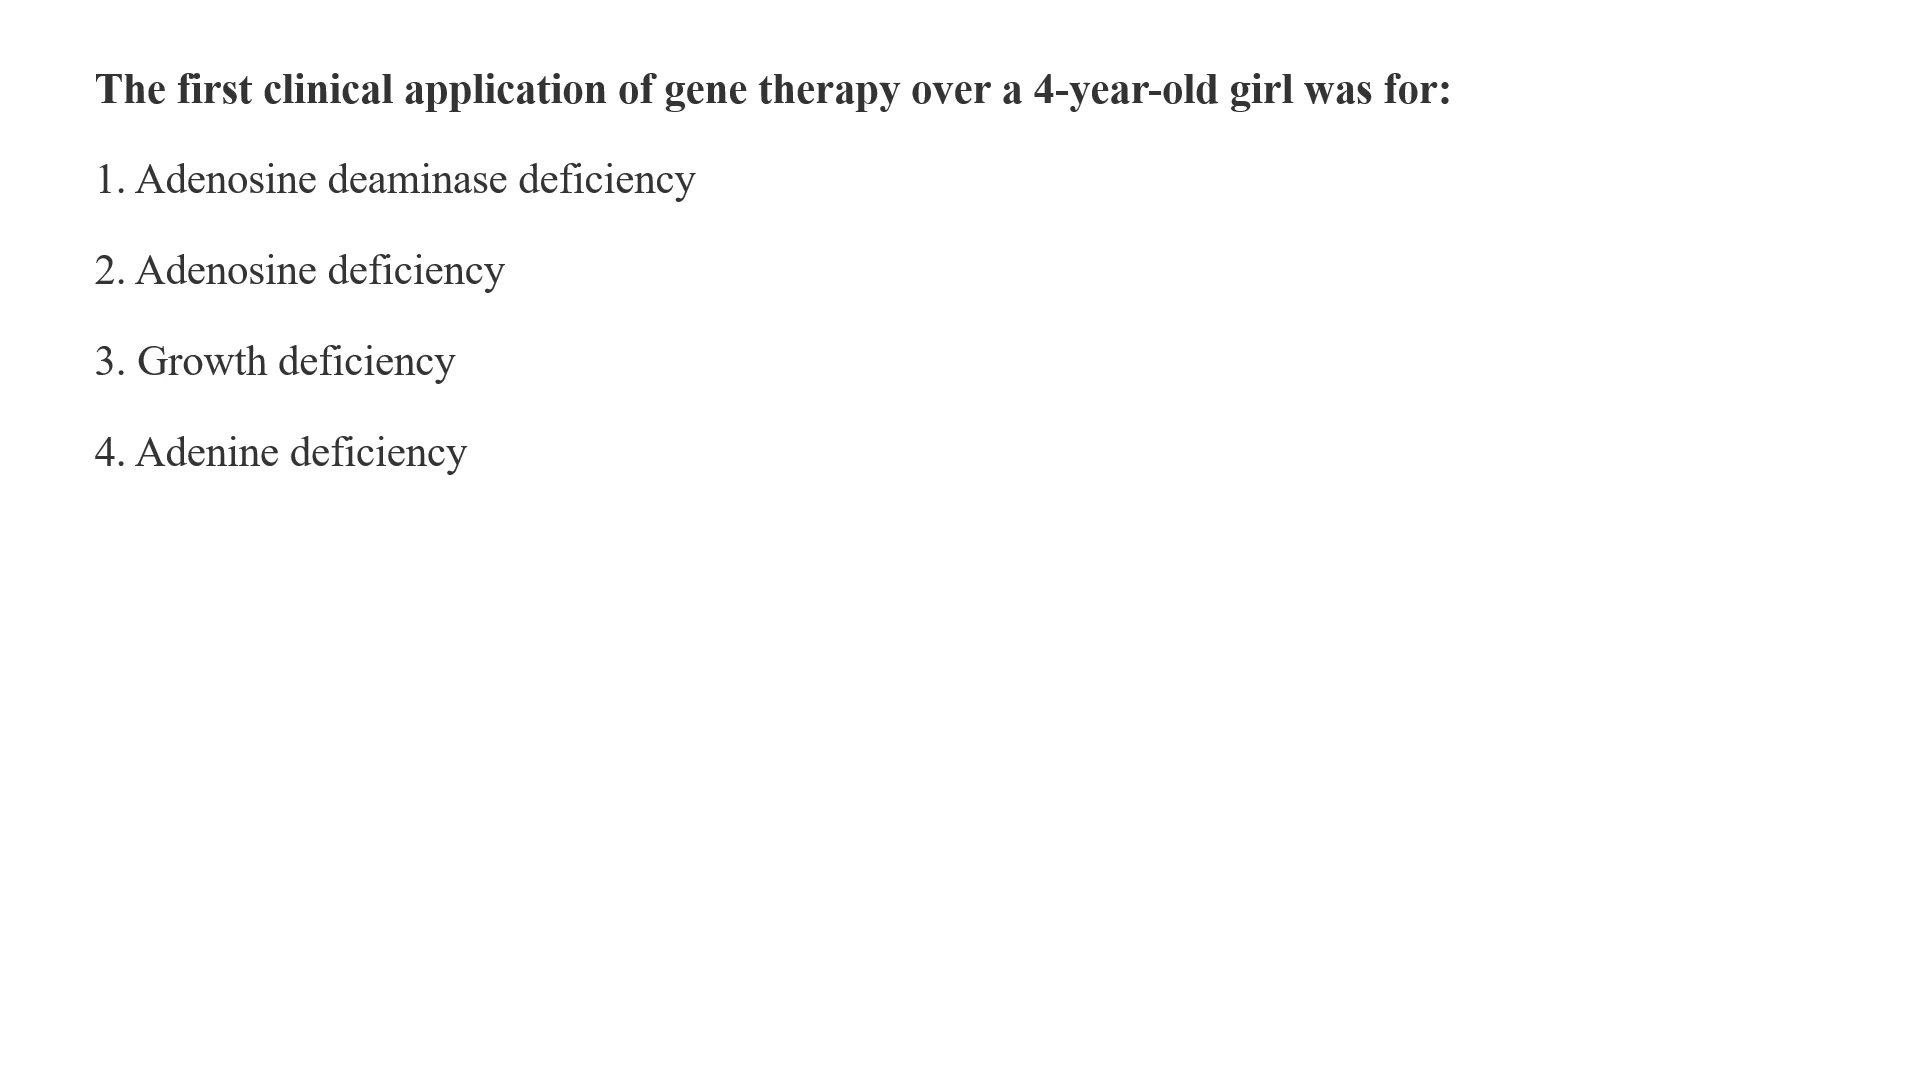 The first clinical application of gene therapy over a 4-year-old girl was for:
1. Adenosine deaminase deficiency
2. Adenosine deficiency
3. Growth deficiency
4. Adenine deficiency